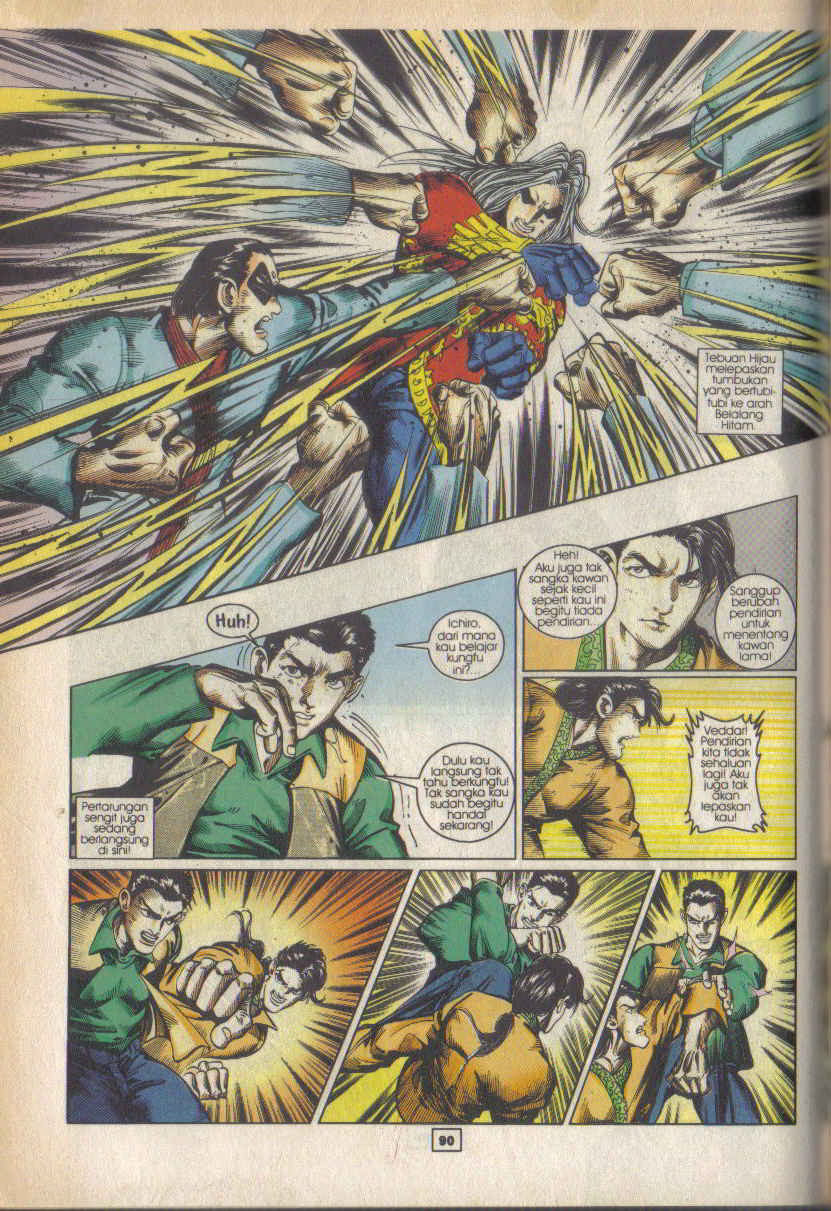 Tebuan Hijau
melepaskan
tumbukan
yang bertubi-
tubi ke arah
Belalang
Hitam.
Huh!
Ichiro,
dari mana
kau belajar
kungfu
ini?...
Dulu kau
langsung tak
tahu berkungfu!
Tak sangka kau
sudah begitu
handal
sekarang!
Pertarungan
sengit juga
sedang
berlangsung
di sini!
Heh!
Aku juga tak
sangka kawan
sejak kecil
seperti kau ini
begitu tiada
pendirian...
Sanggup
berubah
pendirian
untuk
menentang
kawan
lama!
Vedda!
Pendirian
kita tidak
sehaluan
lagi! Aku
juga tak
akan
lepaskan
kau!
90